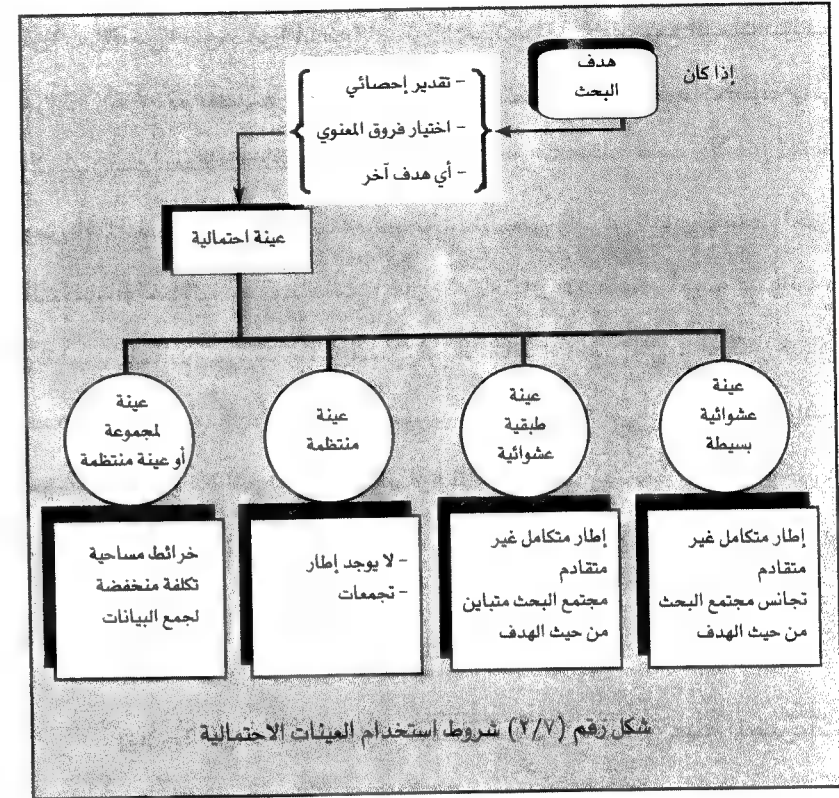 إذا كان
هدف
البحث
- تقدير إحصائي
- اختيار فروق المعنوي
- أي هدف آخر
عينة احتمالية
عينة
عشوائية
بسيطة
عينة
طبقية
عشوائية
عينة
منتظمة
عينة
لمجموعة
أو عينة منتظمة
إطار متكامل غير
متقادم
تجانس مجتمع البحث
من حيث الهدف
إطار متكامل غير
متقادم
مجتمع البحث متباين
من حيث الهدف
- لا يوجد إطار
- تجمعات
خرائط مساحية
تكلفة منخفضة
لجمع البيانات
شكل رقم (٢/٧) شروط استخدام العينات الاحتمالية